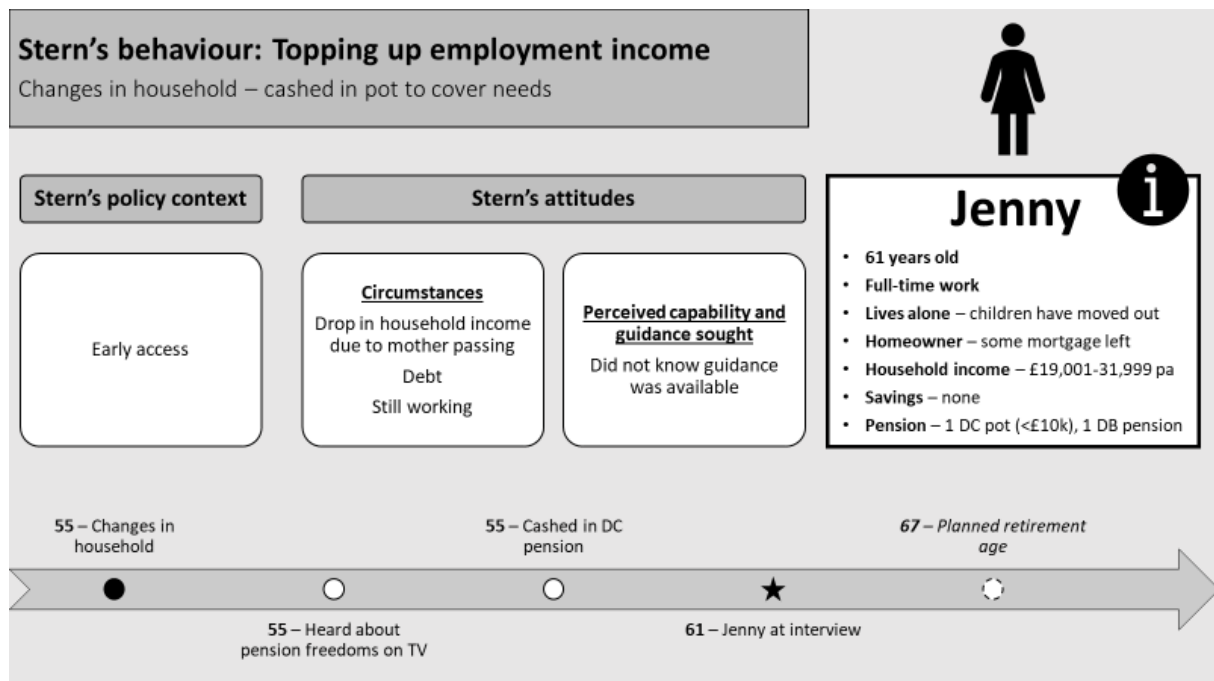 Stern’s behaviour: Topping up employment income
Changes in household – cashed in pot to cover needs
Stern’s policy context
Early access
Stern’s attitudes
Circumstances
Drop in household income
due to mother passing
Debt
Still working
Perceived capability and
guidance sought
Did not know guidance
was available
i
Jenny
• 61 years old
• Full-time work
• Lives alone – children have moved out
• Homeowner – some mortgage left
• Household income – £19,001-31,999 pa
• Savings – none
• Pension – 1 DC pot (<£10k), 1 DB pension
55 – Changes in
household
55 – Heard about
pension freedoms on TV
55 – Cashed in DC
pension
61 – Jenny at interview
67 – Planned retirement
age